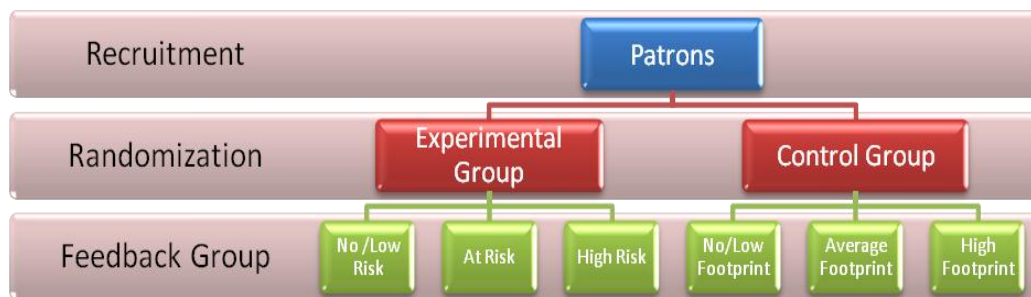 Recruitment
Patrons
Randomization
Experimental
Group
Control Group
Feedback Group
No /Low
Risk
At Risk
High Risk
No/Low
Footprint
Average
Footprint
High
Footprint